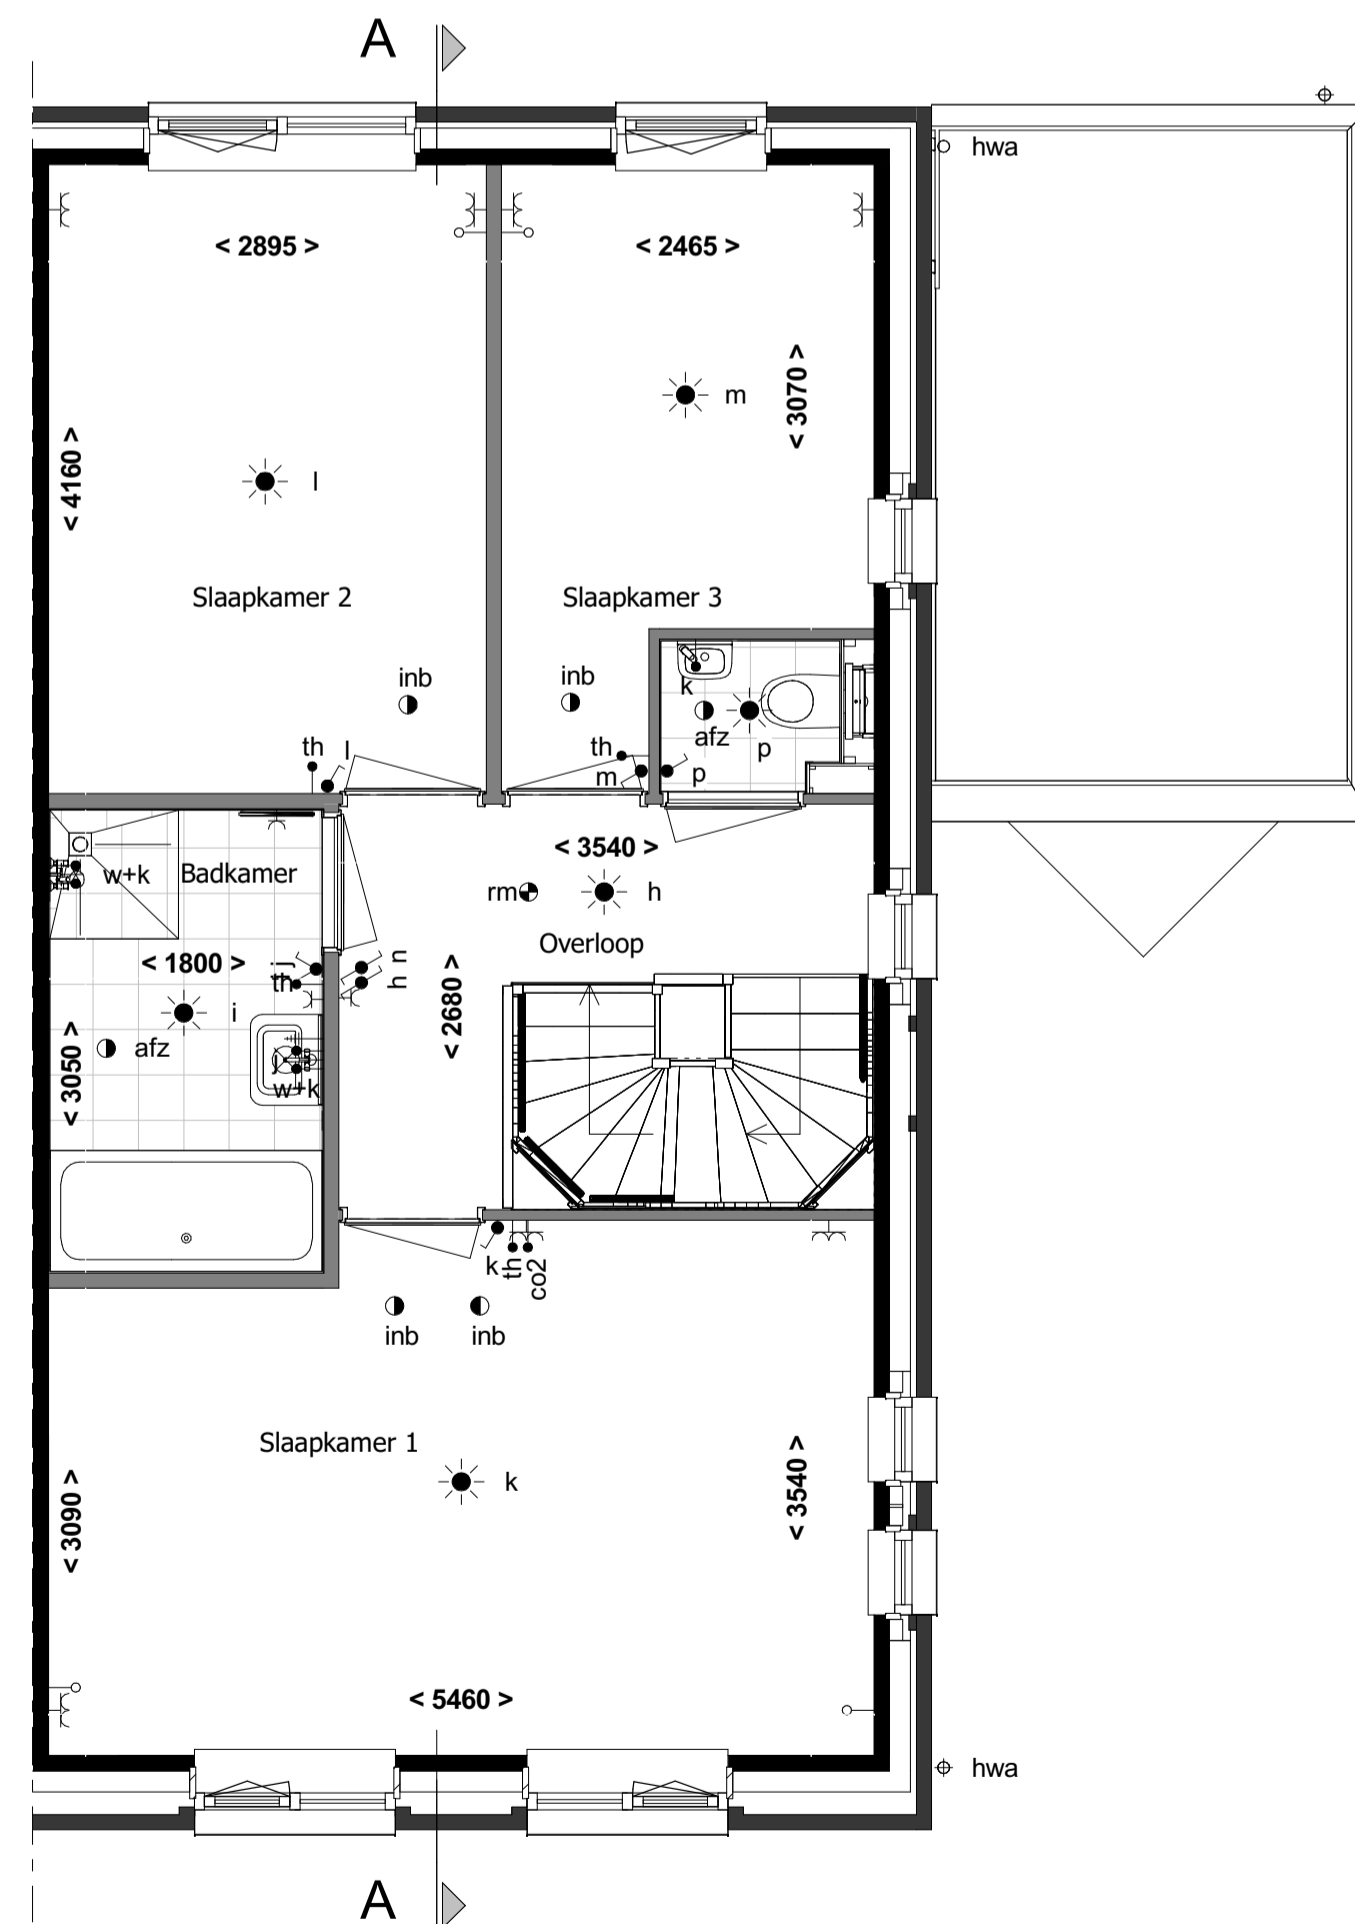 A
hwa
< 2895 >
< 2465 >
< 3070 >
m
< 4160 >
l
Slaapkamer 2
Slaapkamer 3
inb
inb
k
afz
p
th
l
th
m
p
< 3540 >
w+k
Badkamer
rm
h
Overloop
< 1800 >
j
th
n
h
< 2680 >
i
afz
< 3050 >
j
w+k
k
th
co2
inb
inb
Slaapkamer 1
k
< 3090 >
< 3540 >
< 5460 >
hwa
A